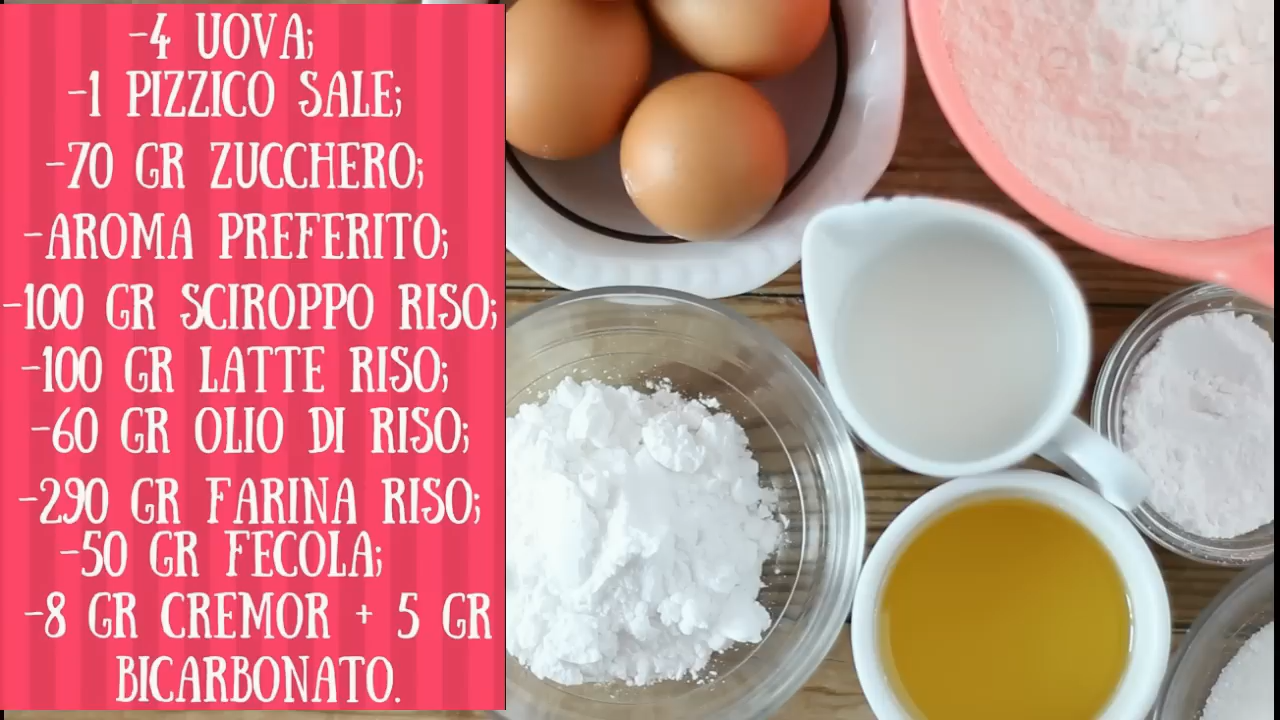 -4 UOVA;
-1 PIZZICO SALE;
-70 GR ZUCCHERO;
-AROMA PREFERITO;
-100 GR SCIROPPO RISO;
-100 GR LATTE RISO;
-60 GR OLIO DI RISO;
-290 GR FARINA RISO;
-50 GR FECOLA;
-8 GR CREMOR + 5 GR
BICARBONATO.